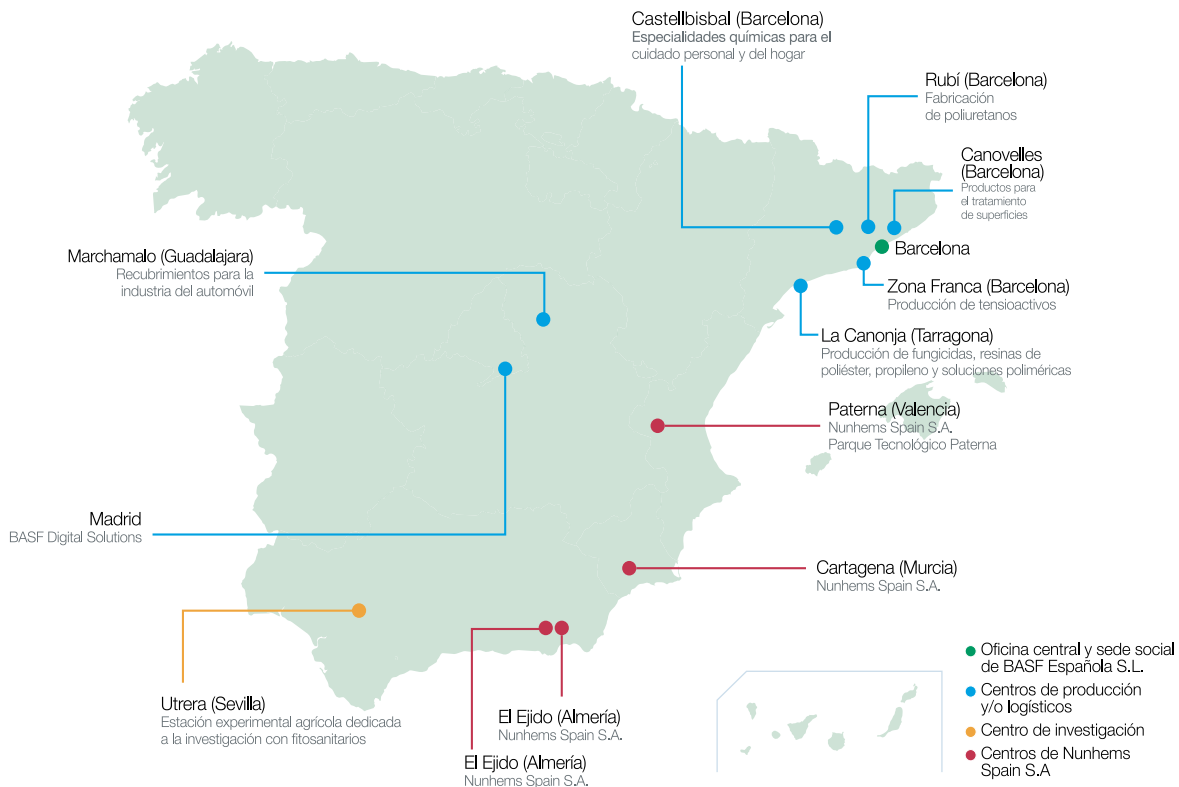 Castellbisbal (Barcelona)
Especialidades químicas para el
cuidado personal y del hogar
Rubí (Barcelona)
Fabricación
de poliuretanos
Canovelles
(Barcelona)
Productos para
el tratamiento
de superficies
Barcelona
Marchamalo (Guadalajara)
Recubrimientos para la
industria del automóvil
Zona Franca (Barcelona)
Producción de tensioactivos
La Canonja (Tarragona)
Producción de fungicidas, resinas de
poliéster, propileno y soluciones poliméricas
Paterna (Valencia)
Nunhems Spain S.A.
Parque Tecnológico Paterna
Madrid
BASF Digital Solutions
Cartagena (Murcia)
Nunhems Spain S.A.
Utrera (Sevilla)
Estación experimental agrícola dedicada
a la investigación con fitosanitarios
El Ejido (Almería)
Nunhems Spain S.A.
El Ejido (Almería)
Nunhems Spain S.A.
Oficina central y sede social
de BASF Española S.L.
Centros de producción
y/o logísticos
Centro de investigación
Centros de Nunhems
Spain S.A